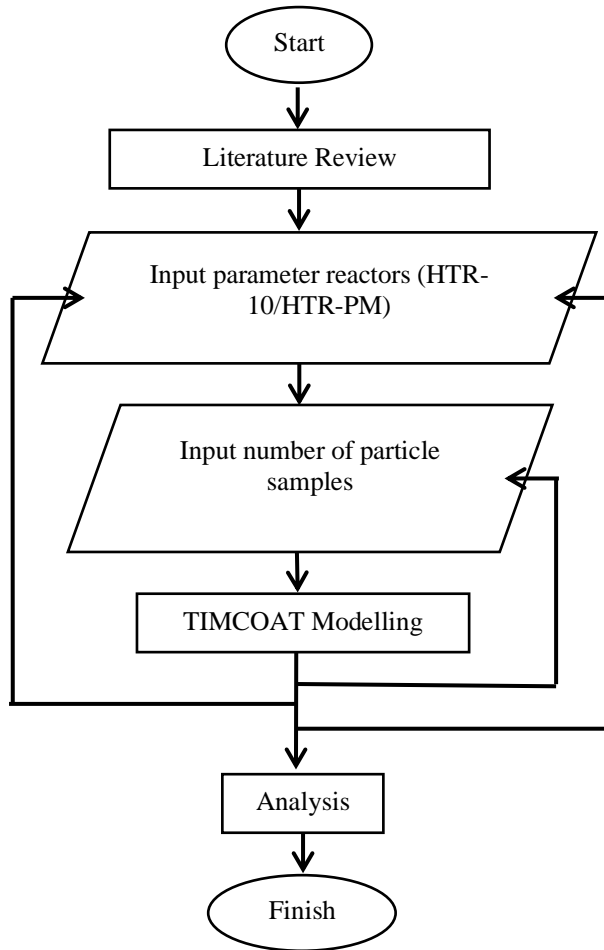 Start
Literature Review
Input parameter reactors (HTR-
10/HTR-PM)
Input number of particle
samples
TIMCOAT Modelling
Analysis
Finish